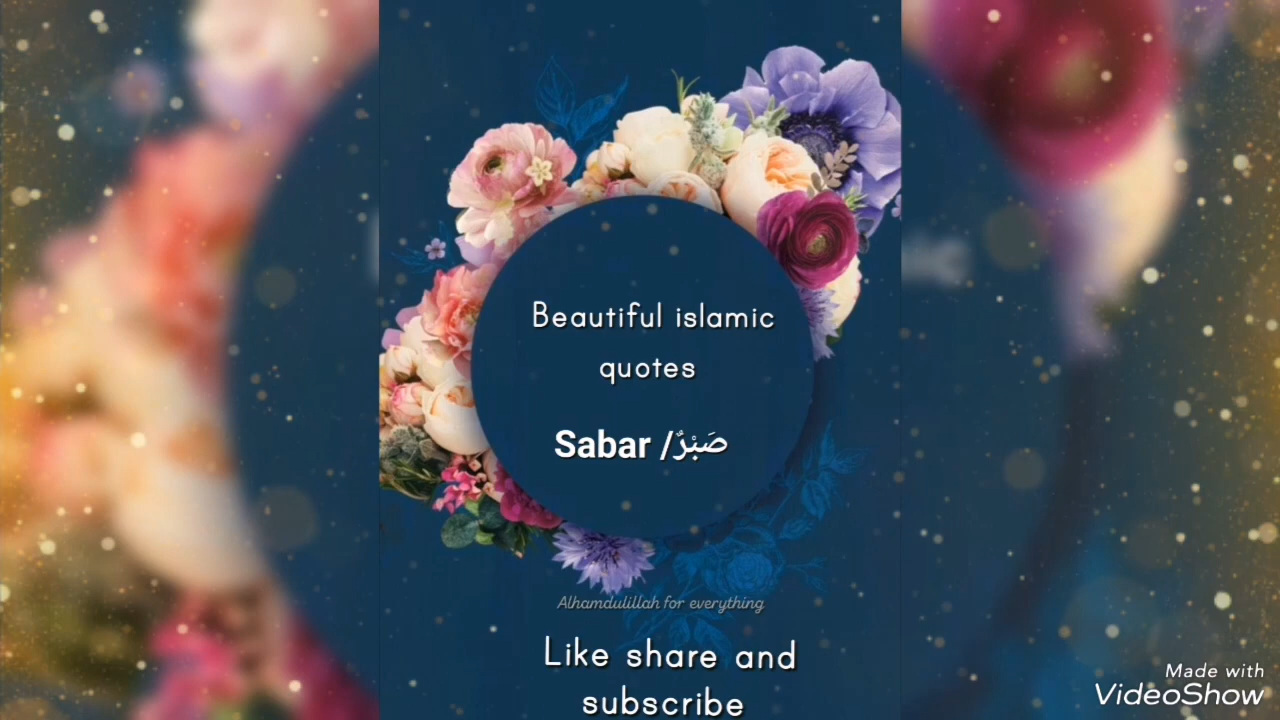 Beautiful islamic
quotes
Sabar /صَبْرٌ
Alhamdulillah for everything
Like share and
subscribe
Made with
VideoShow